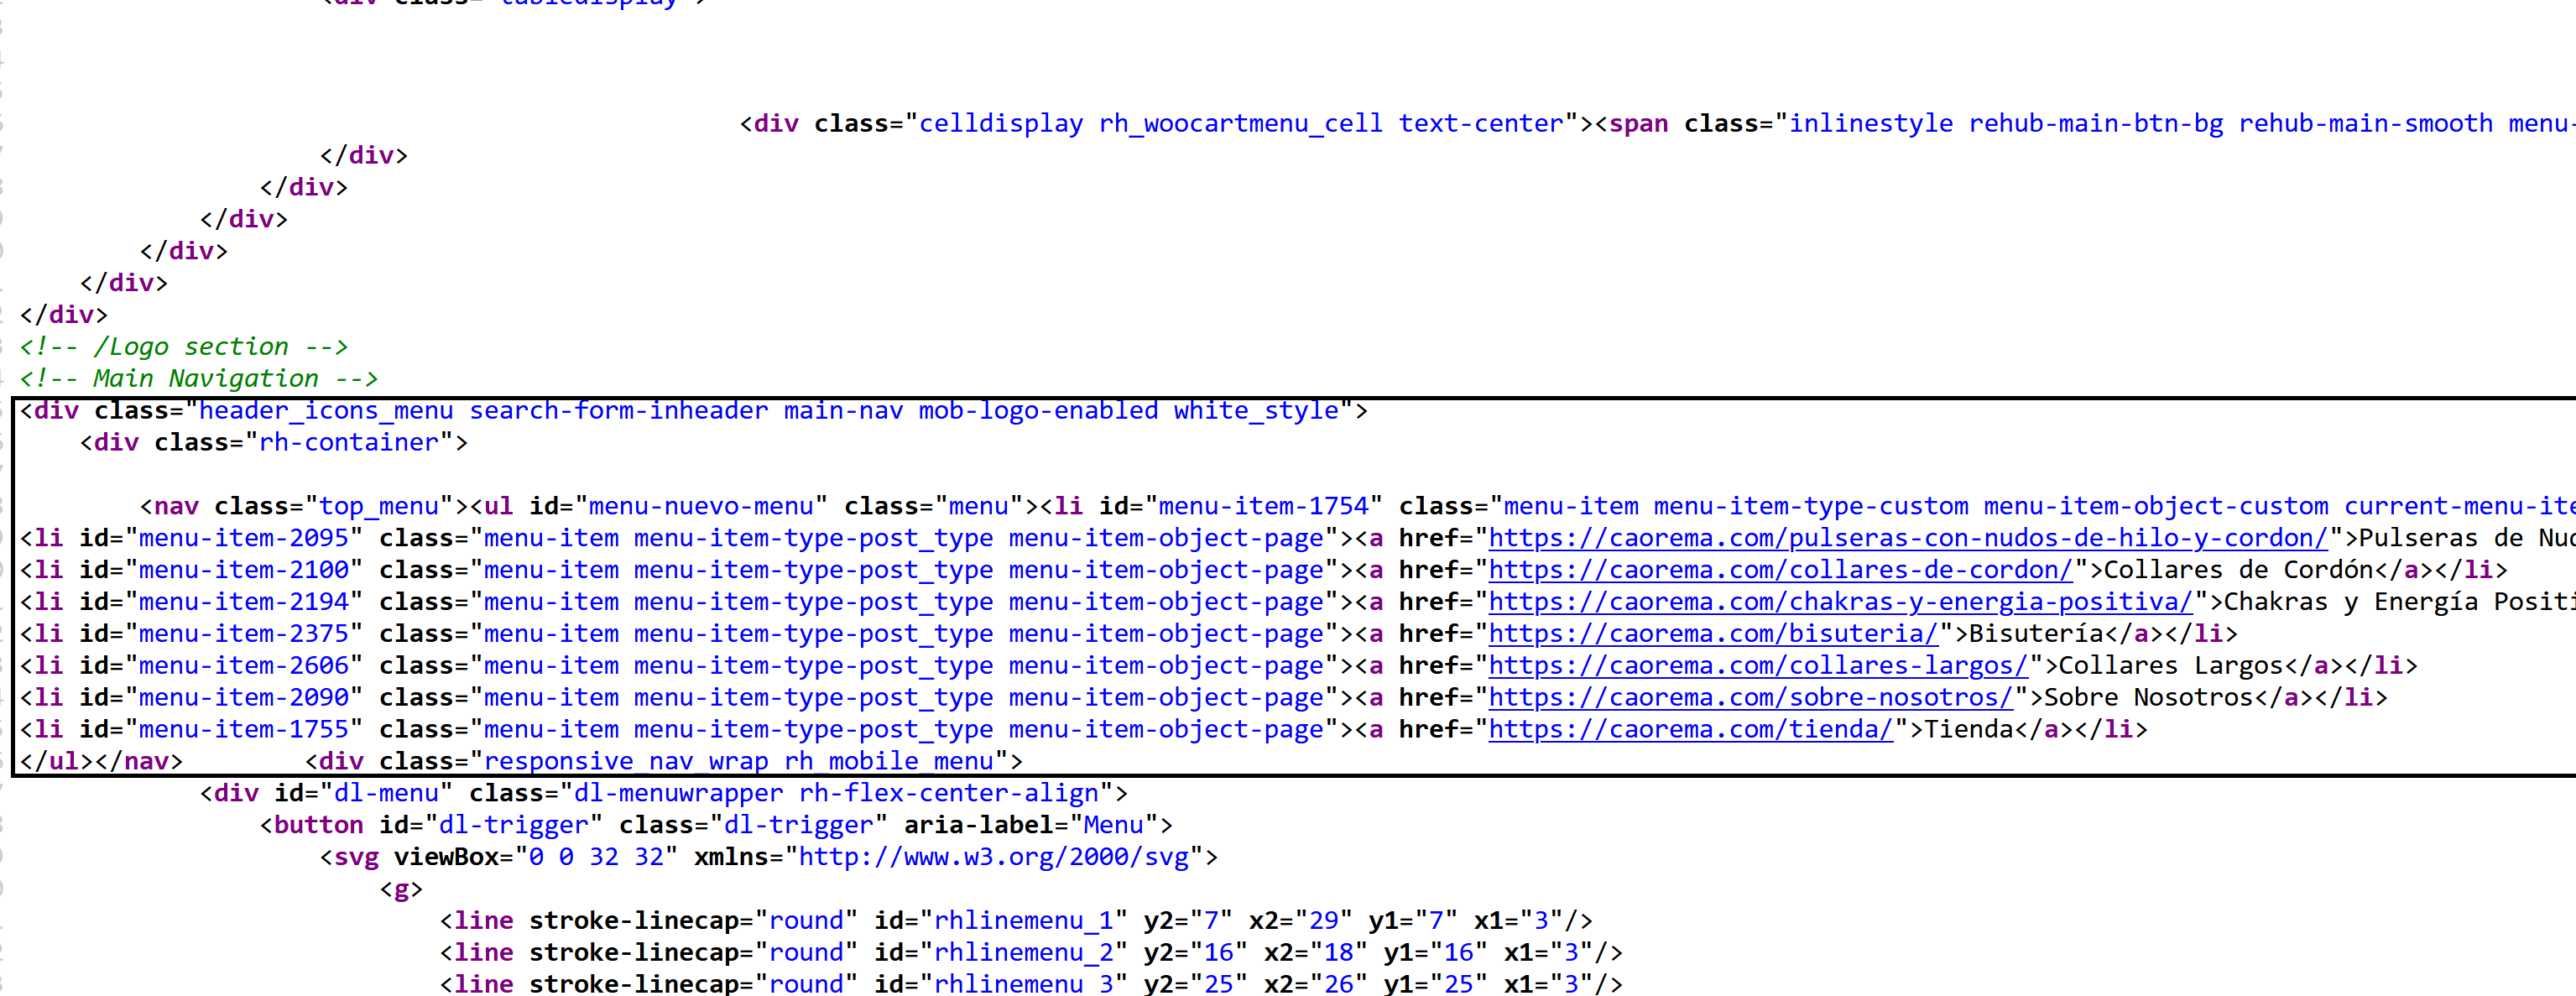 <div class="tabledisplay">
<div class="celldisplay rh_woocartmenu_cell text-center"><span class="inlinestyle rehub-main-btn-bg rehub-main-smooth menu-
</div>
</div>
</div>
</div>
</div>
</div>
<!-- /Logo section -->
<!-- Main Navigation -->
<div class="header_icons_menu search-form-inheader main-nav mob-logo-enabled white_style">
<div class="rh-container">
<nav class="top_menu"><ul id="menu-nuevo-menu" class="menu"><li id="menu-item-1754" class="menu-item menu-item-type-custom menu-item-object-custom current-menu-ite
<li id="menu-item-2095" class="menu-item menu-item-type-post_type menu-item-object-page"><a href="https://caorema.com/pulseras-con-nudos-de-hilo-y-cordon/">Pulseras de Nu
<li id="menu-item-2100" class="menu-item menu-item-type-post_type menu-item-object-page"><a href="https://caorema.com/collares-de-cordon/">Collares de Cordón</a></li>
<li id="menu-item-2194" class="menu-item menu-item-type-post_type menu-item-object-page"><a href="https://caorema.com/chakras-y-energia-positiva/">Chakras y Energía Positi
<li id="menu-item-2375" class="menu-item menu-item-type-post_type menu-item-object-page"><a href="https://caorema.com/bisuteria/">Bisutería</a></li>
<li id="menu-item-2606" class="menu-item menu-item-type-post_type menu-item-object-page"><a href="https://caorema.com/collares-largos/">Collares Largos</a></li>
<li id="menu-item-2090" class="menu-item menu-item-type-post_type menu-item-object-page"><a href="https://caorema.com/sobre-nosotros/">Sobre Nosotros</a></li>
<li id="menu-item-1755" class="menu-item menu-item-type-post_type menu-item-object-page"><a href="https://caorema.com/tienda/">Tienda</a></li>
</ul></nav> <div class="responsive_nav_wrap rh_mobile_menu">
<div id="dl-menu" class="dl-menuwrapper rh-flex-center-align">
<button id="dl-trigger" class="dl-trigger" aria-label="Menu">
<svg viewBox="0 0 32 32" xmlns="http://www.w3.org/2000/svg">
<g>
<line stroke-linecap="round" id="rhlinemenu_1" y2="7" x2="29" y1="7" x1="3"/>
<line stroke-linecap="round" id="rhlinemenu_2" y2="16" x2="18" y1="16" x1="3"/>
<line stroke-linecap="round" id="rhlinemenu_3" y2="25" x2="26" y1="25" x1="3"/>